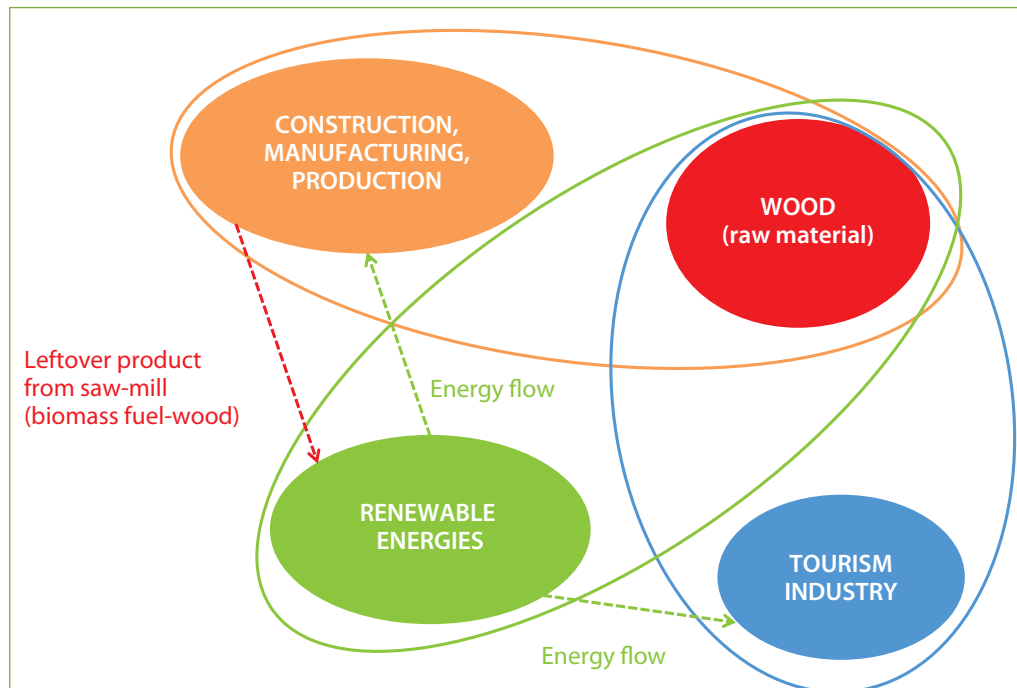 CONSTRUCTION,
MANUFACTURING,
PRODUCTION
WOOD
(raw material)
Leftover product
from saw-mill
(biomass fuel-wood)
Energy flow
RENEWABLE
ENERGIES
TOURISM
INDUSTRY
Energy flow